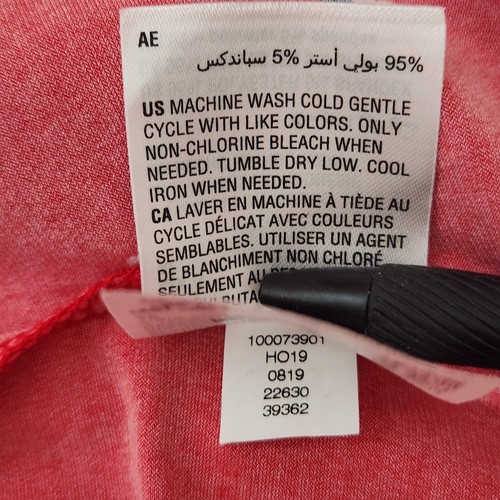 AE
95% بولي أستر 5% سباندكس
US MACHINE WASH COLD GENTLE
CYCLE WITH LIKE COLORS. ONLY
NON-CHLORINE BLEACH WHEN
NEEDED. TUMBLE DRY LOW. COOL
IRON WHEN NEEDED.
CA LAVER EN MACHINE À TIÈDE AU
CYCLE DÉLICAT AVEC COULEURS
SEMBLABLES. UTILISER UN AGENT
DE BLANCHIMENT NON CHLORÉ
SEULEMENT AU
100073901
HO19
0819
22630
39362